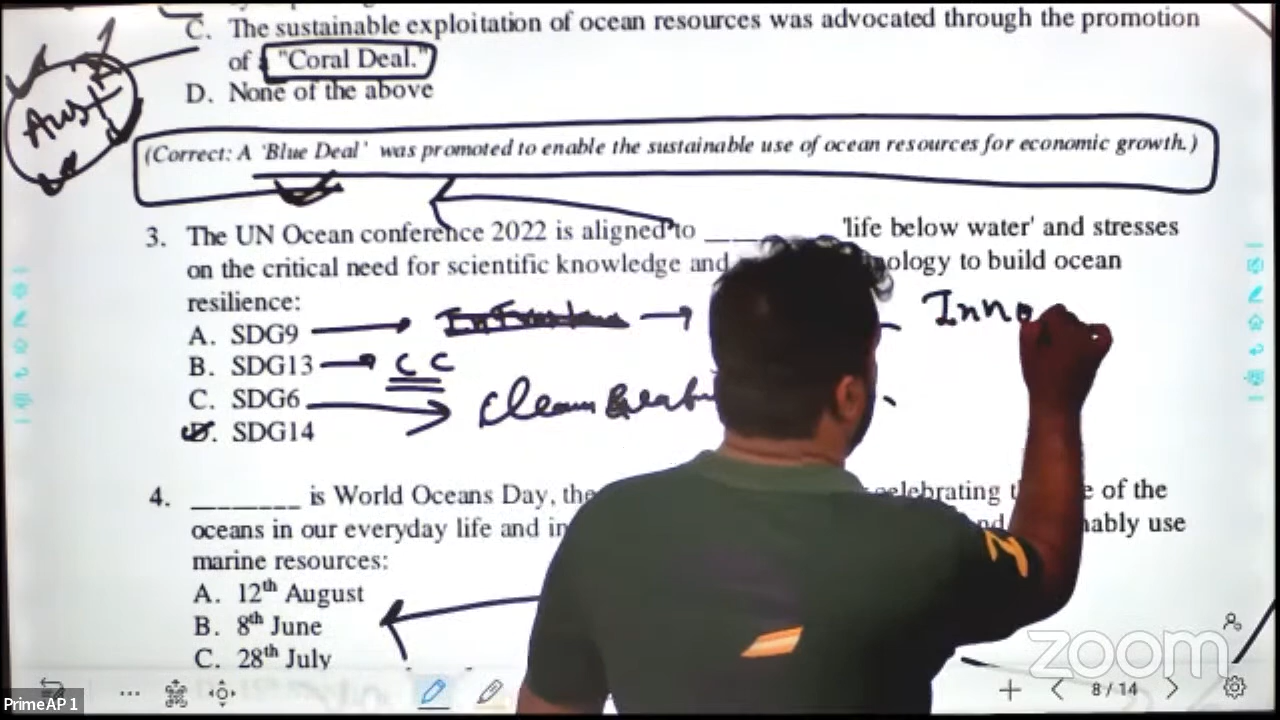 C. The sustainable exploitation of ocean resources was advocated through the promotion
of "Coral Deal."
D. None of the above
Ans
(Correct: A 'Blue Deal' was promoted to enable the sustainable use of ocean resources for economic growth.)
3. The UN Ocean conference 2022 is aligned to ______ 'life below water' and stresses
on the critical need for scientific knowledge and nology to build ocean
resilience:
A. SDG9 Inno
B. SDG13 CC
C. SDG6 Clean
D. SDG14
4. ________ is World Oceans Day, the celebrating e of the
oceans in our everyday life and in ably use
marine resources:
A. 12th August
B. 8th June
C. 28th July
zoom
8 / 14
PrimeAP 1